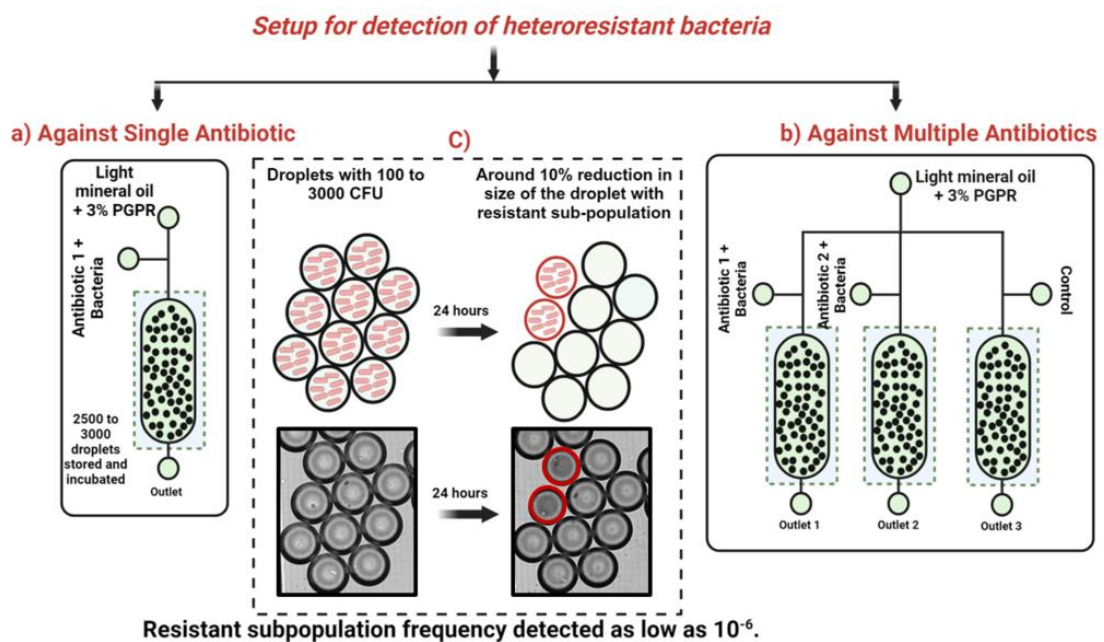 Setup for detection of heteroresistant bacteria
a) Against Single Antibiotic
Light
mineral oil
+ 3% PGPR
Antibiotic 1 +
Bacteria
2500 to
3000
droplets
stored and
incubated
Outlet
C)
Droplets with 100 to
3000 CFU
Around 10% reduction in
size of the droplet with
resistant sub-population
24 hours
24 hours
b) Against Multiple Antibiotics
Light mineral oil
+ 3% PGPR
Antibiotic 1 +
Bacteria
Antibiotic 2 +
Bacteria
Control
Outlet 1
Outlet 2
Outlet 3
Resistant subpopulation frequency detected as low as 10⁻⁶.